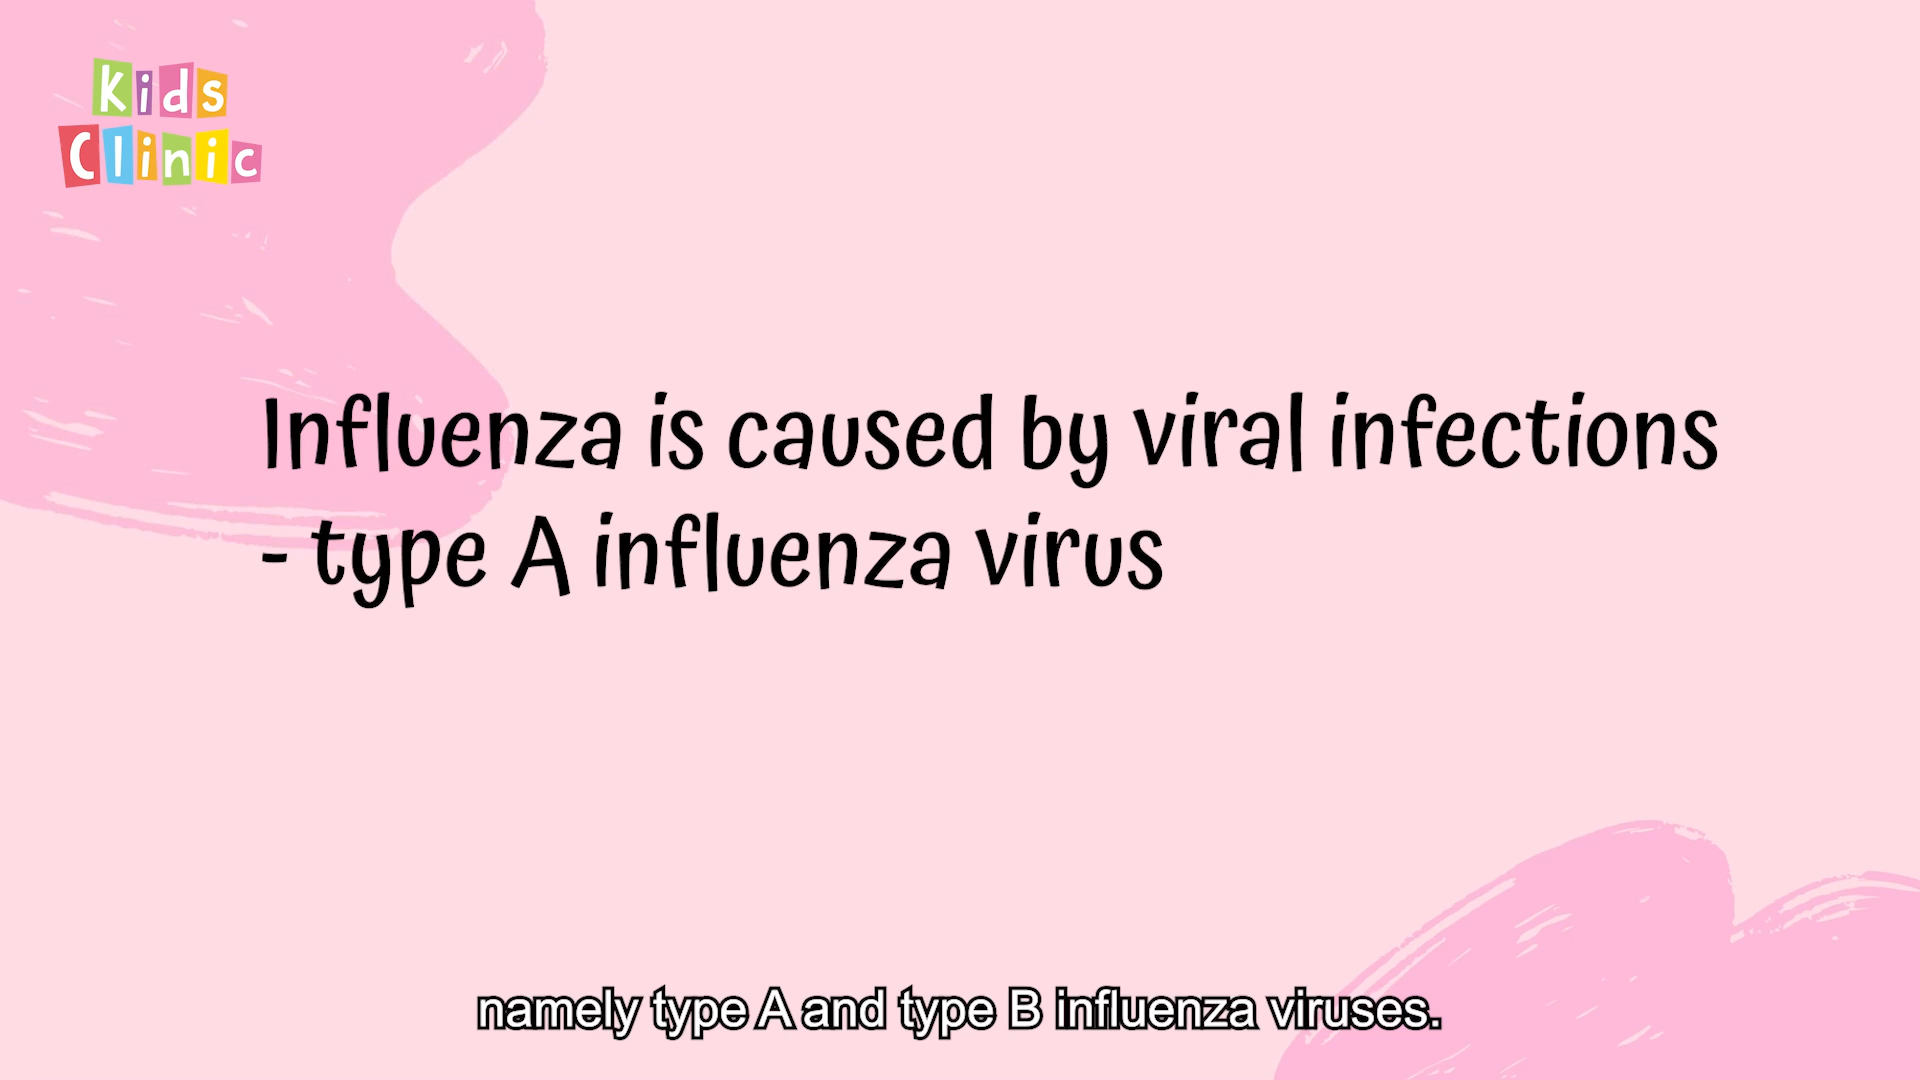 Kids
Clinic
Influenza is caused by viral infections
- type A influenza virus
namely type A and type B influenza viruses.